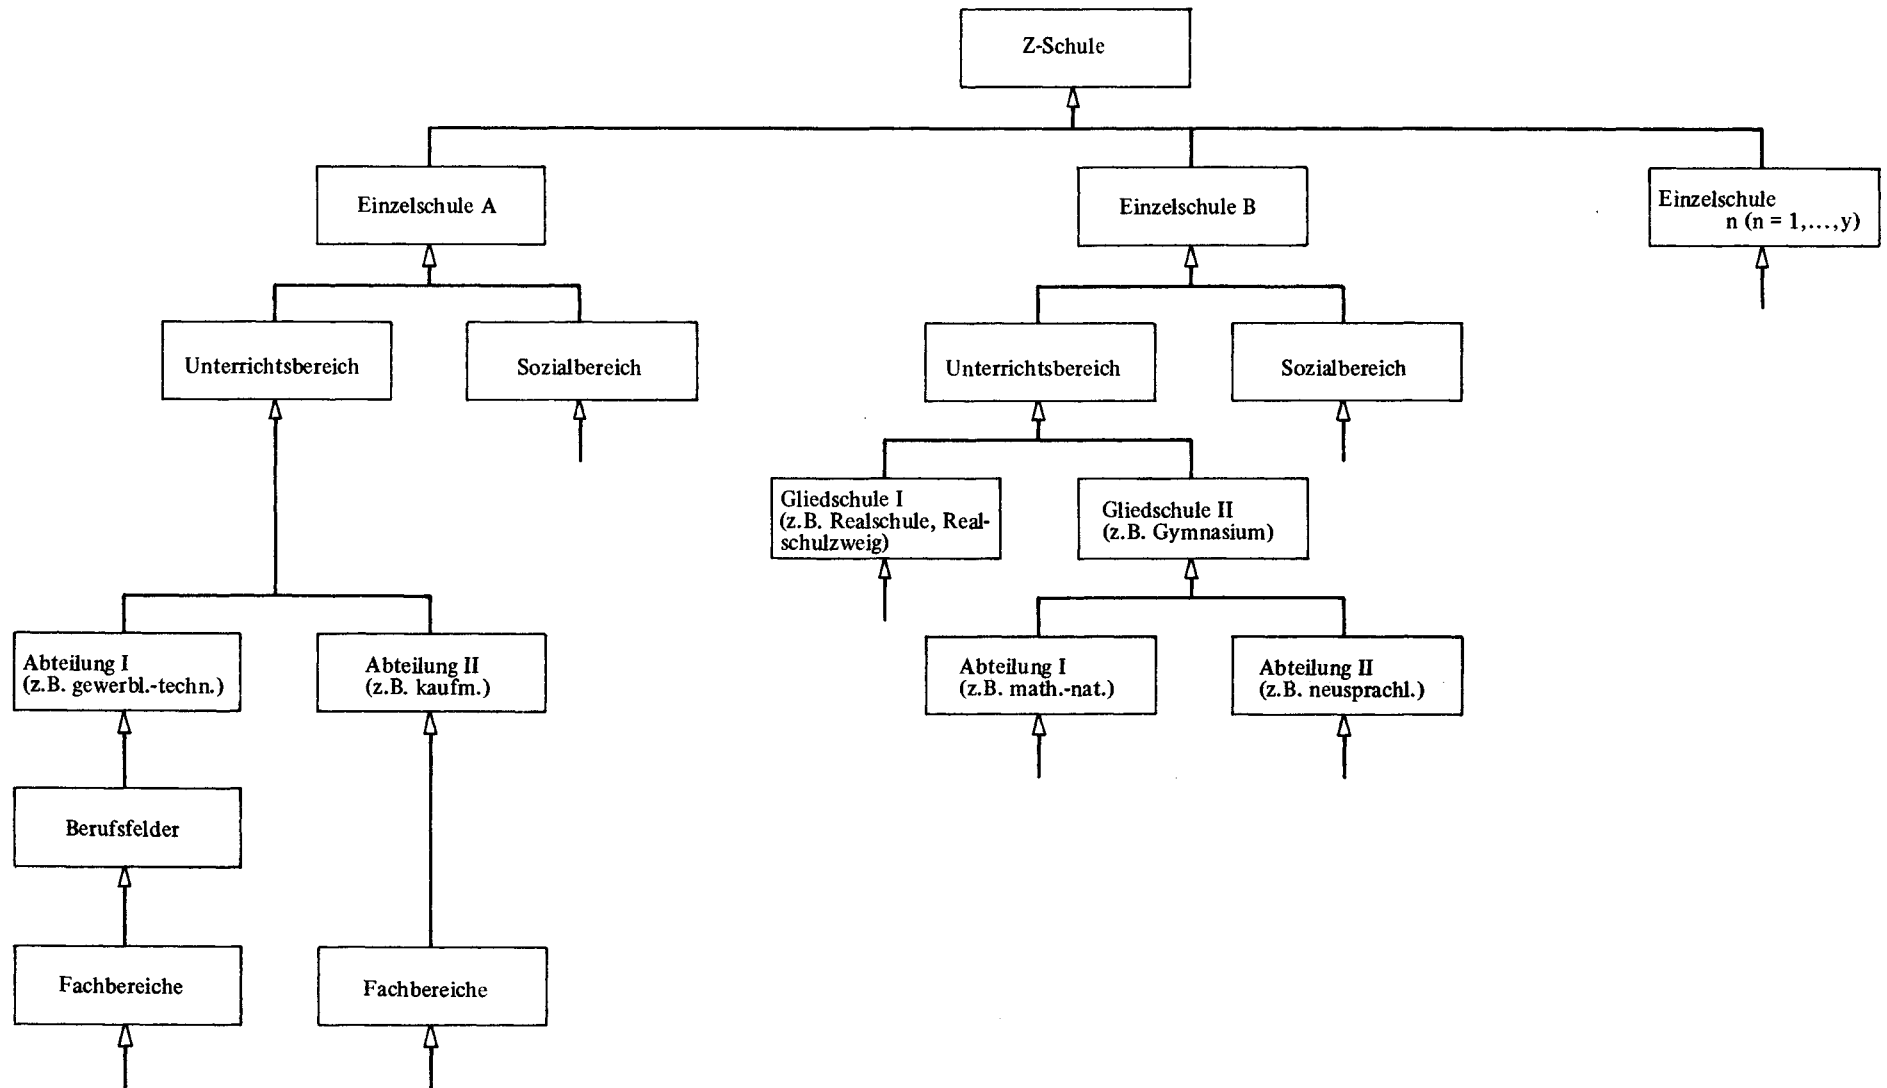 Z-Schule
Einzelschule A
Einzelschule B
Einzelschule
n (n = 1,...,y)
Unterrichtsbereich
Sozialbereich
Unterrichtsbereich
Sozialbereich
Gliedschule I
(z.B. Realschule, Real-
schulzweig)
Gliedschule II
(z.B. Gymnasium)
Abteilung I
(z.B. gewerbl.-techn.)
Abteilung II
(z.B. kaufm.)
Abteilung I
(z.B. math.-nat.)
Abteilung II
(z.B. neusprachl.)
Berufsfelder
Fachbereiche
Fachbereiche